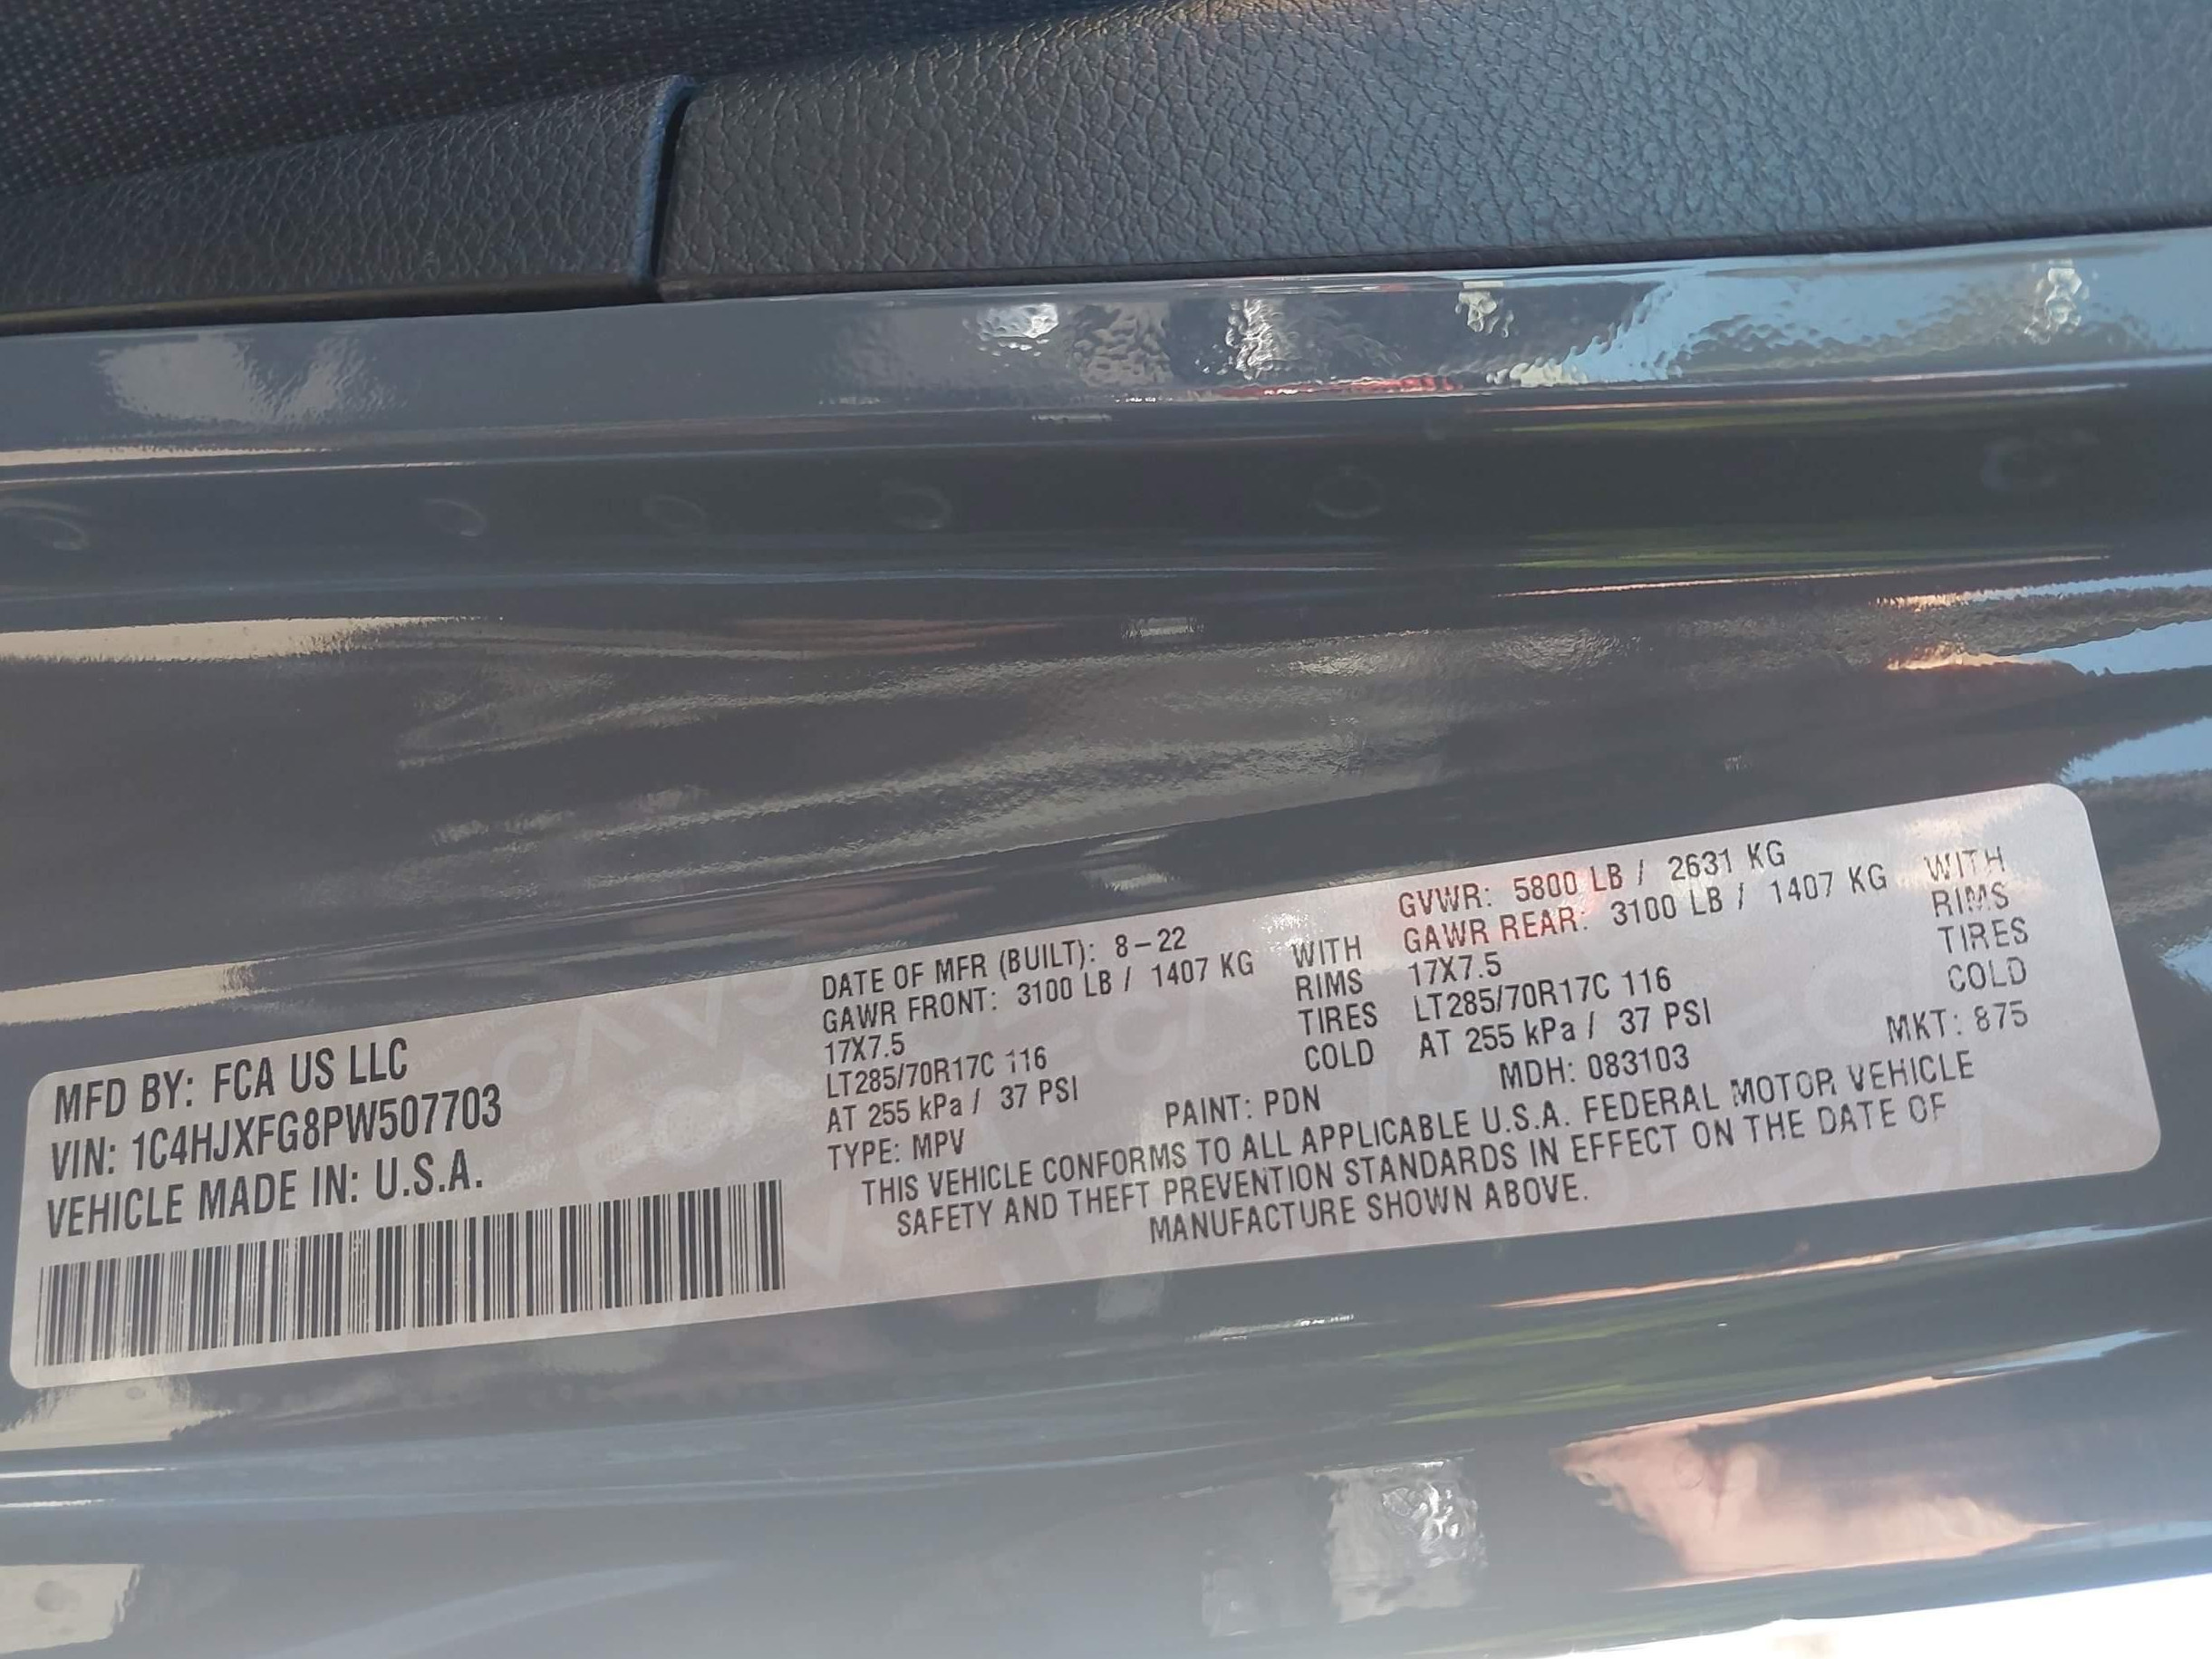 MFD BY: FCA US LLC
VIN: 1C4HJXFG8PW507703
VEHICLE MADE IN: U.S.A.
DATE OF MFR (BUILT): 8-22 GVWR: 5800 LB / 2631 KG
GAWR FRONT: 3100 LB / 1407 KG WITH GAWR REAR: 3100 LB / 1407 KG WITH
17X7.5 RIMS 17X7.5 RIMS
LT285/70R17C 116 TIRES LT285/70R17C 116 TIRES
AT 255 kPa / 37 PSI COLD AT 255 kPa / 37 PSI COLD
TYPE: MPV PAINT: PDN MDH: 083103 MKT: 875
THIS VEHICLE CONFORMS TO ALL APPLICABLE U.S.A. FEDERAL MOTOR VEHICLE
SAFETY AND THEFT PREVENTION STANDARDS IN EFFECT ON THE DATE OF
MANUFACTURE SHOWN ABOVE.